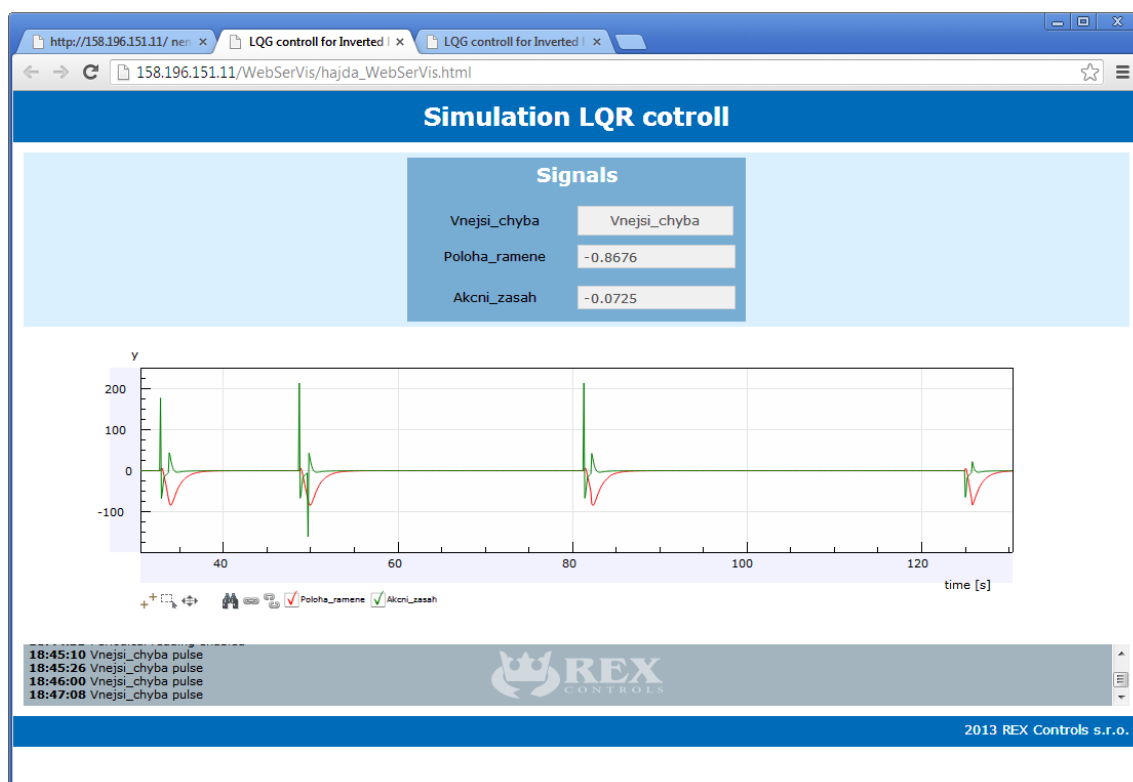 http://158.196.151.11/ nen
LQG controll for Inverted I
LQG controll for Inverted I
158.196.151.11/WebSerVis/hajda_WebSerVis.html
Simulation LQR cotroll
Signals
Vnejsi_chyba Vnejsi_chyba
Poloha_ramene -0.8676
Akcni_zasah -0.0725
y
200
100
0
-100
40 60 80 100 120
time [s]
Poloha_ramene Akcni_zasah
18:45:10 Vnejsi_chyba pulse
18:45:26 Vnejsi_chyba pulse
18:46:00 Vnejsi_chyba pulse
18:47:08 Vnejsi_chyba pulse
REX
CONTROLS
2013 REX Controls s.r.o.